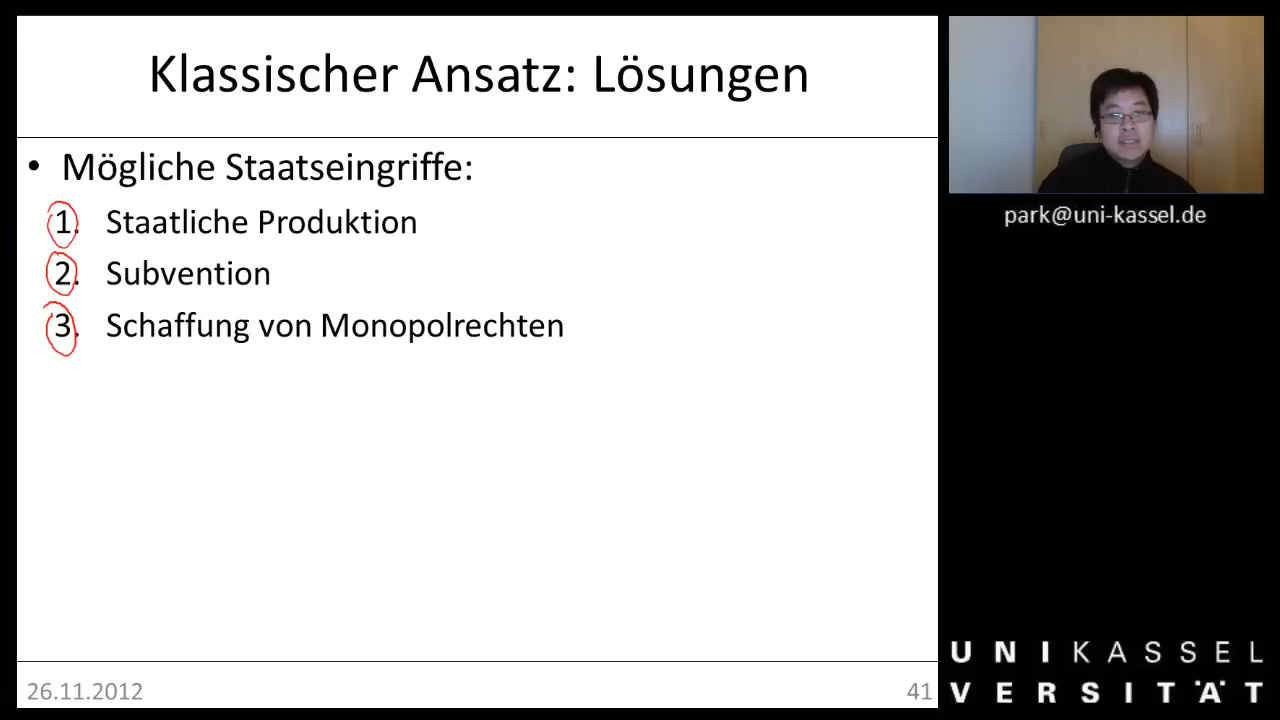 Klassischer Ansatz: Lösungen
• Mögliche Staatseingriffe:
1. Staatliche Produktion
2. Subvention
3. Schaffung von Monopolrechten
26.11.2012
41
park@uni-kassel.de
UNIKASSEL
VERSITÄT